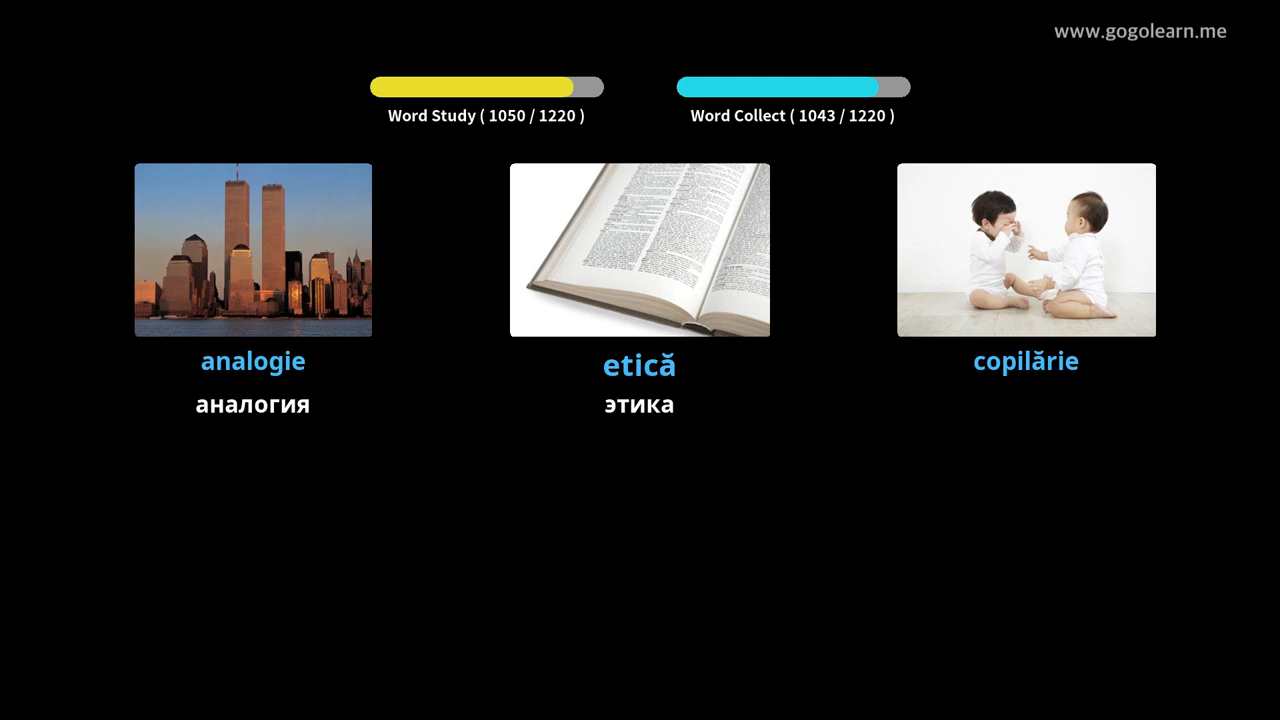 www.gogolearn.me
Word Study ( 1050 / 1220 )
Word Collect ( 1043 / 1220 )
analogie
etică
copilărie
аналогия
этика